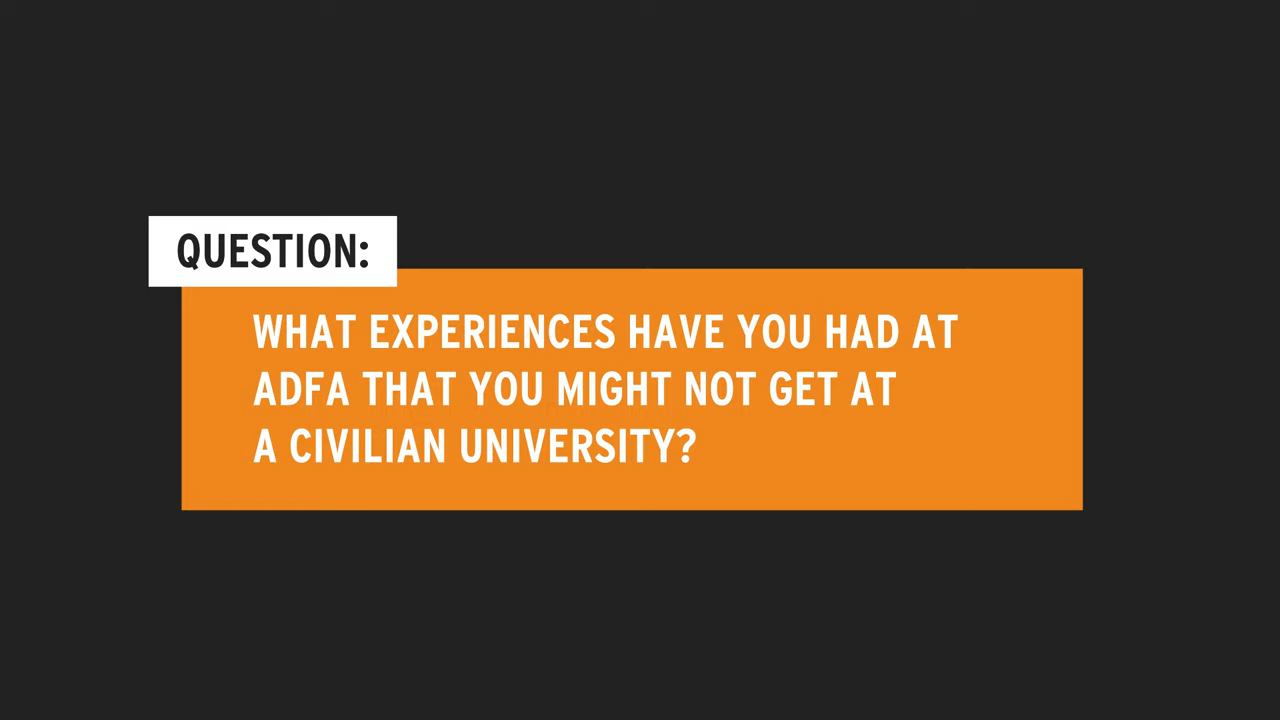 QUESTION:
WHAT EXPERIENCES HAVE YOU HAD AT
ADFA THAT YOU MIGHT NOT GET AT
A CIVILIAN UNIVERSITY?